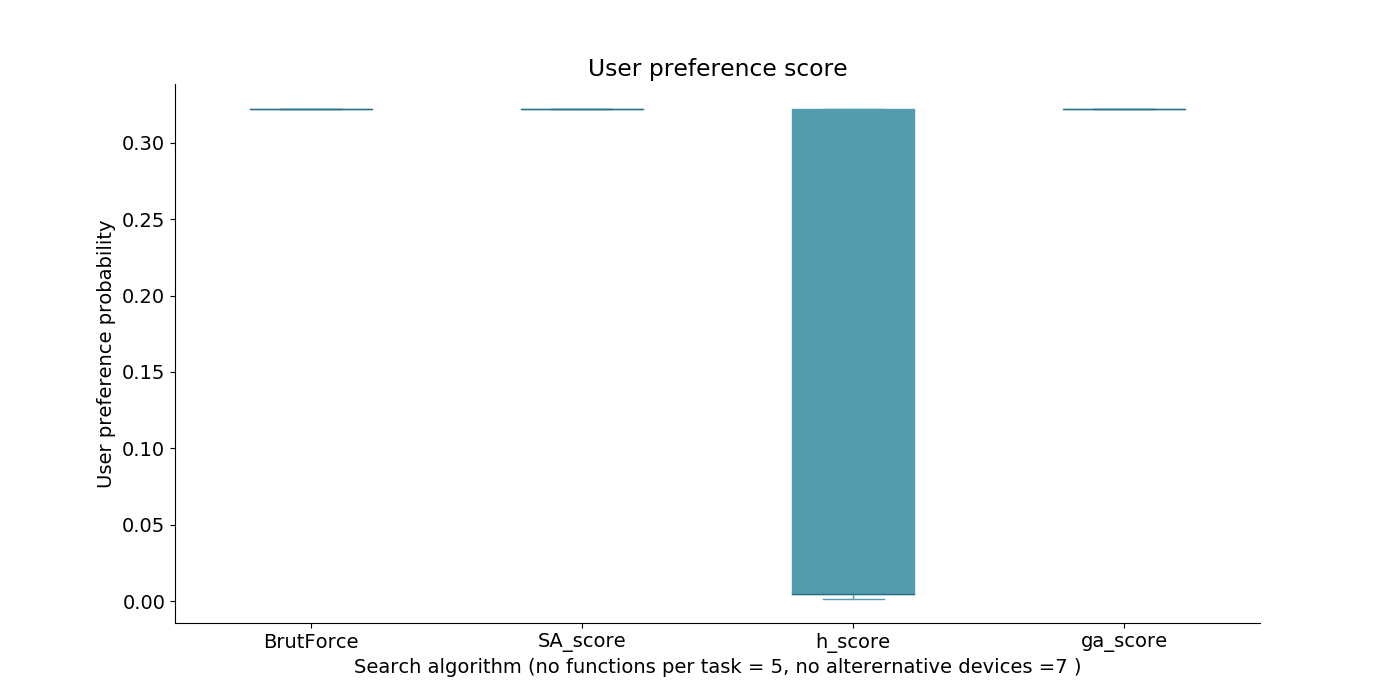 User preference score
User preference probability
0.30
0.25
0.20
0.15
0.10
0.05
0.00
BrutForce
SA_score
h_score
ga_score
Search algorithm (no functions per task = 5, no alterernative devices =7 )